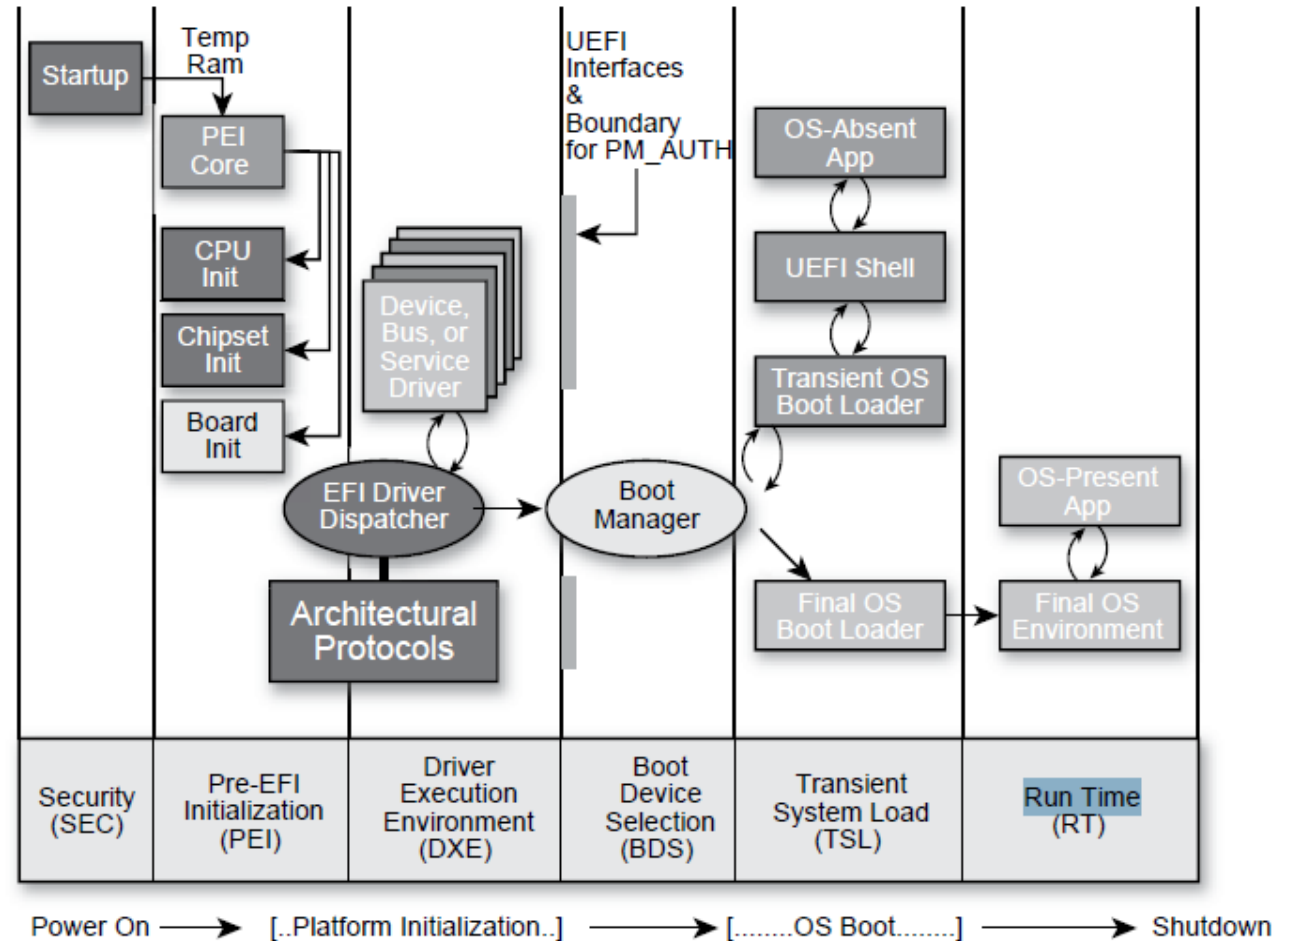 Startup
Temp
Ram
PEI
Core
CPU
Init
Chipset
Init
Board
Init
Device,
Bus, or
Service
Driver
EFI Driver
Dispatcher
Architectural
Protocols
UEFI
Interfaces
&
Boundary
for PM_AUTH
Boot
Manager
OS-Absent
App
UEFI Shell
Transient OS
Boot Loader
Final OS
Boot Loader
OS-Present
App
Final OS
Environment
Security
(SEC)
Pre-EFI
Initialization
(PEI)
Driver
Execution
Environment
(DXE)
Boot
Device
Selection
(BDS)
Transient
System Load
(TSL)
Run Time
(RT)
Power On [..Platform Initialization..] [........OS Boot........] Shutdown